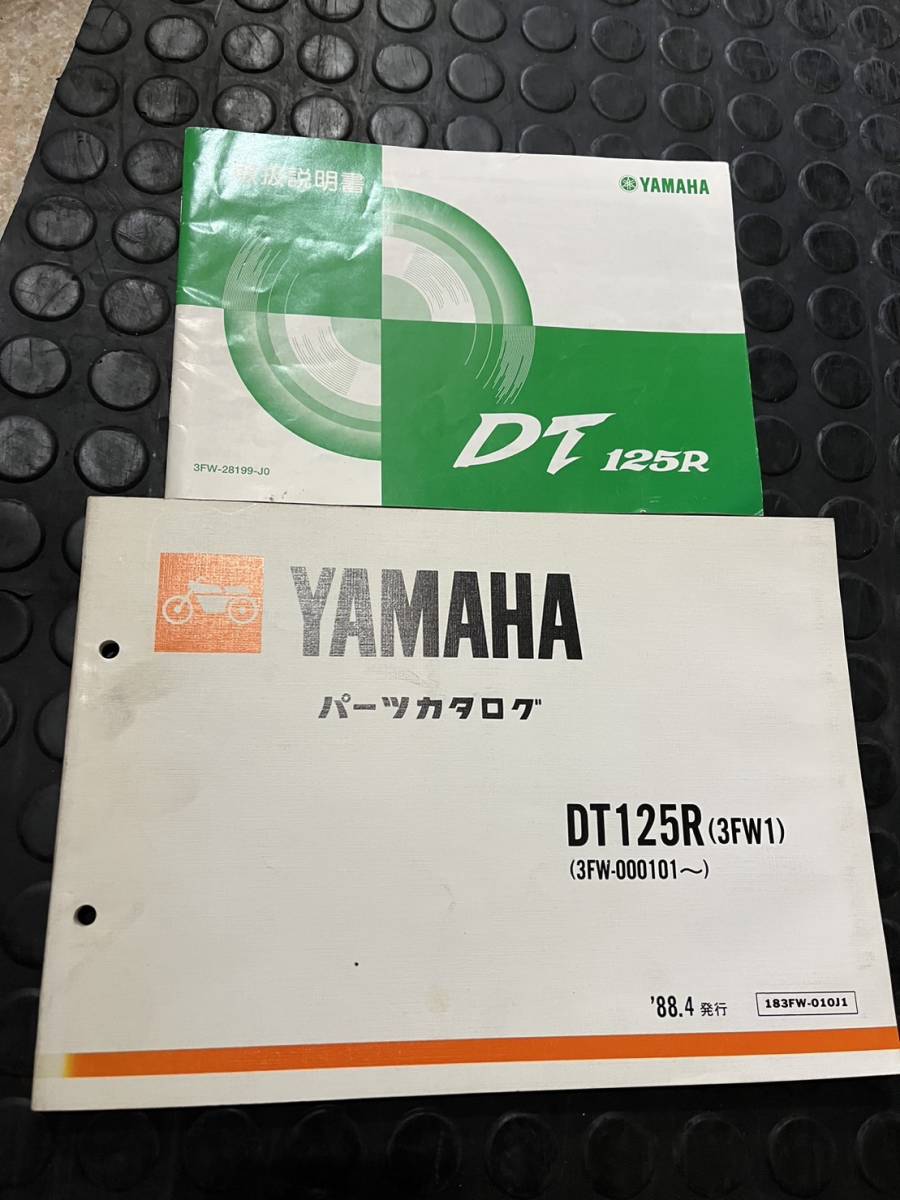 取扱説明書
YAMAHA
DT 125R
3FW-28199-J0
YAMAHA
パーツカタログ
DT125R (3FW1)
(3FW-000101～)
'88.4 発行
183FW-010J1